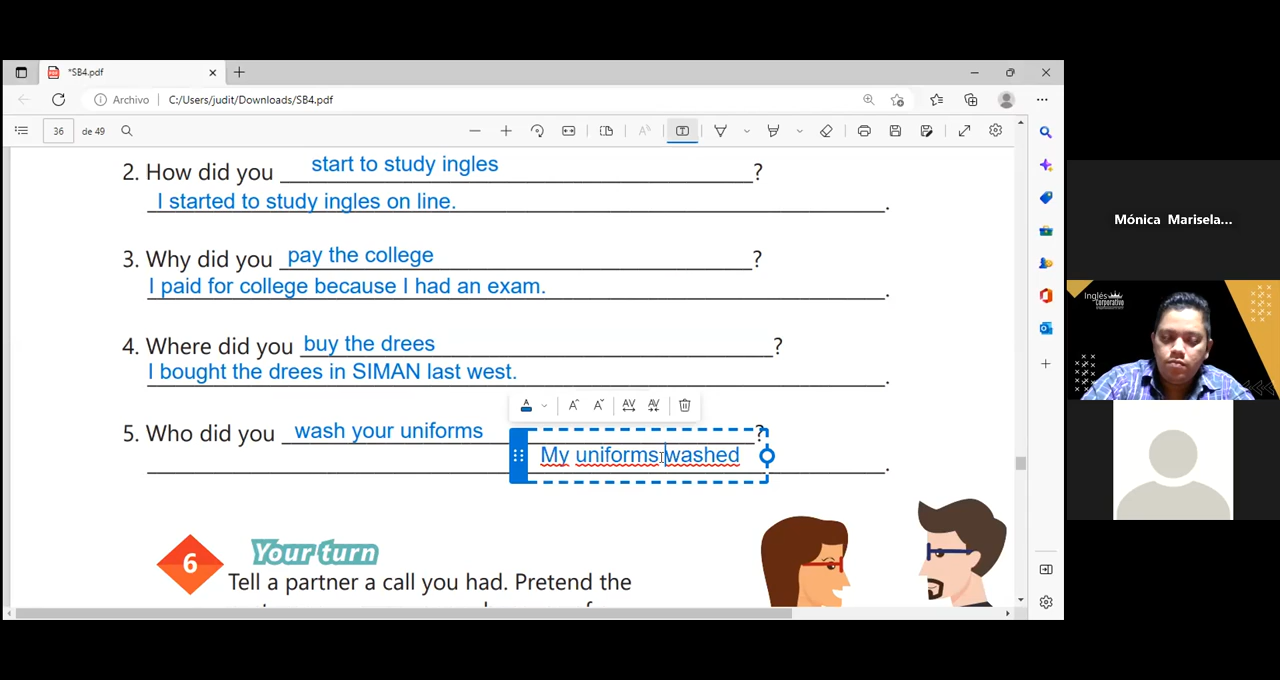 *SB4.pdf
Archivo
C:/Users/judit/Downloads/SB4.pdf
36 de 49
2. How did you start to study ingles ?
I started to study ingles on line. .
3. Why did you pay the college ?
I paid for college because I had an exam. .
4. Where did you buy the drees ?
I bought the drees in SIMAN last west. .
5. Who did you wash your uniforms ?
My uniforms washed .
6 Your turn
Tell a partner a call you had. Pretend the
Mónica Marisela...
Inglés
Corporativo